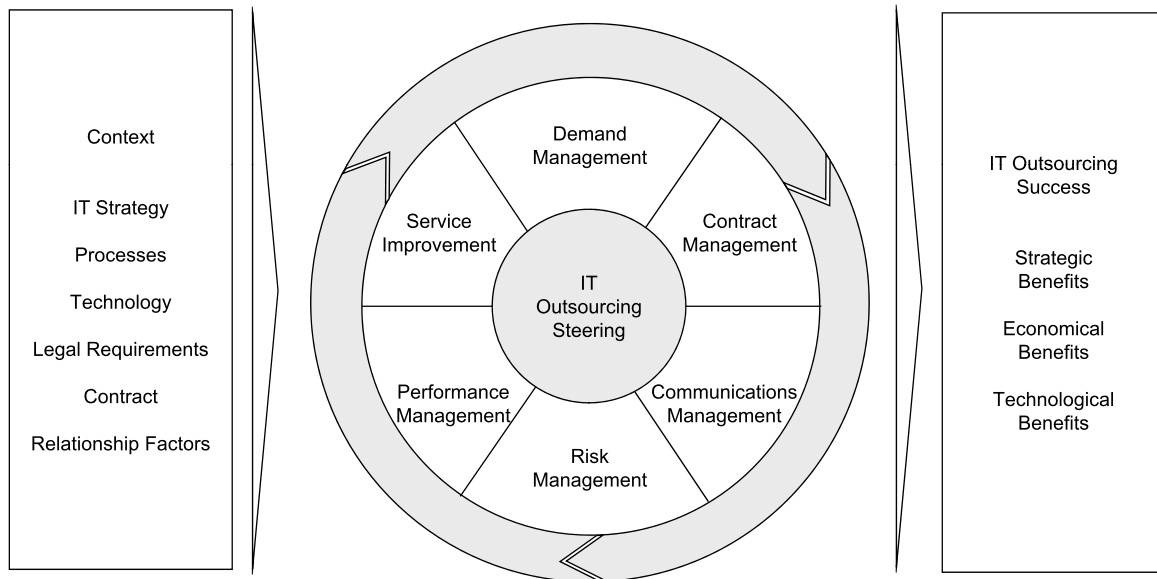 Context
IT Strategy
Processes
Technology
Legal Requirements
Contract
Relationship Factors
Demand
Management
Contract
Management
Communications
Management
Risk
Management
Performance
Management
Service
Improvement
IT
Outsourcing
Steering
IT Outsourcing
Success
Strategic
Benefits
Economical
Benefits
Technological
Benefits